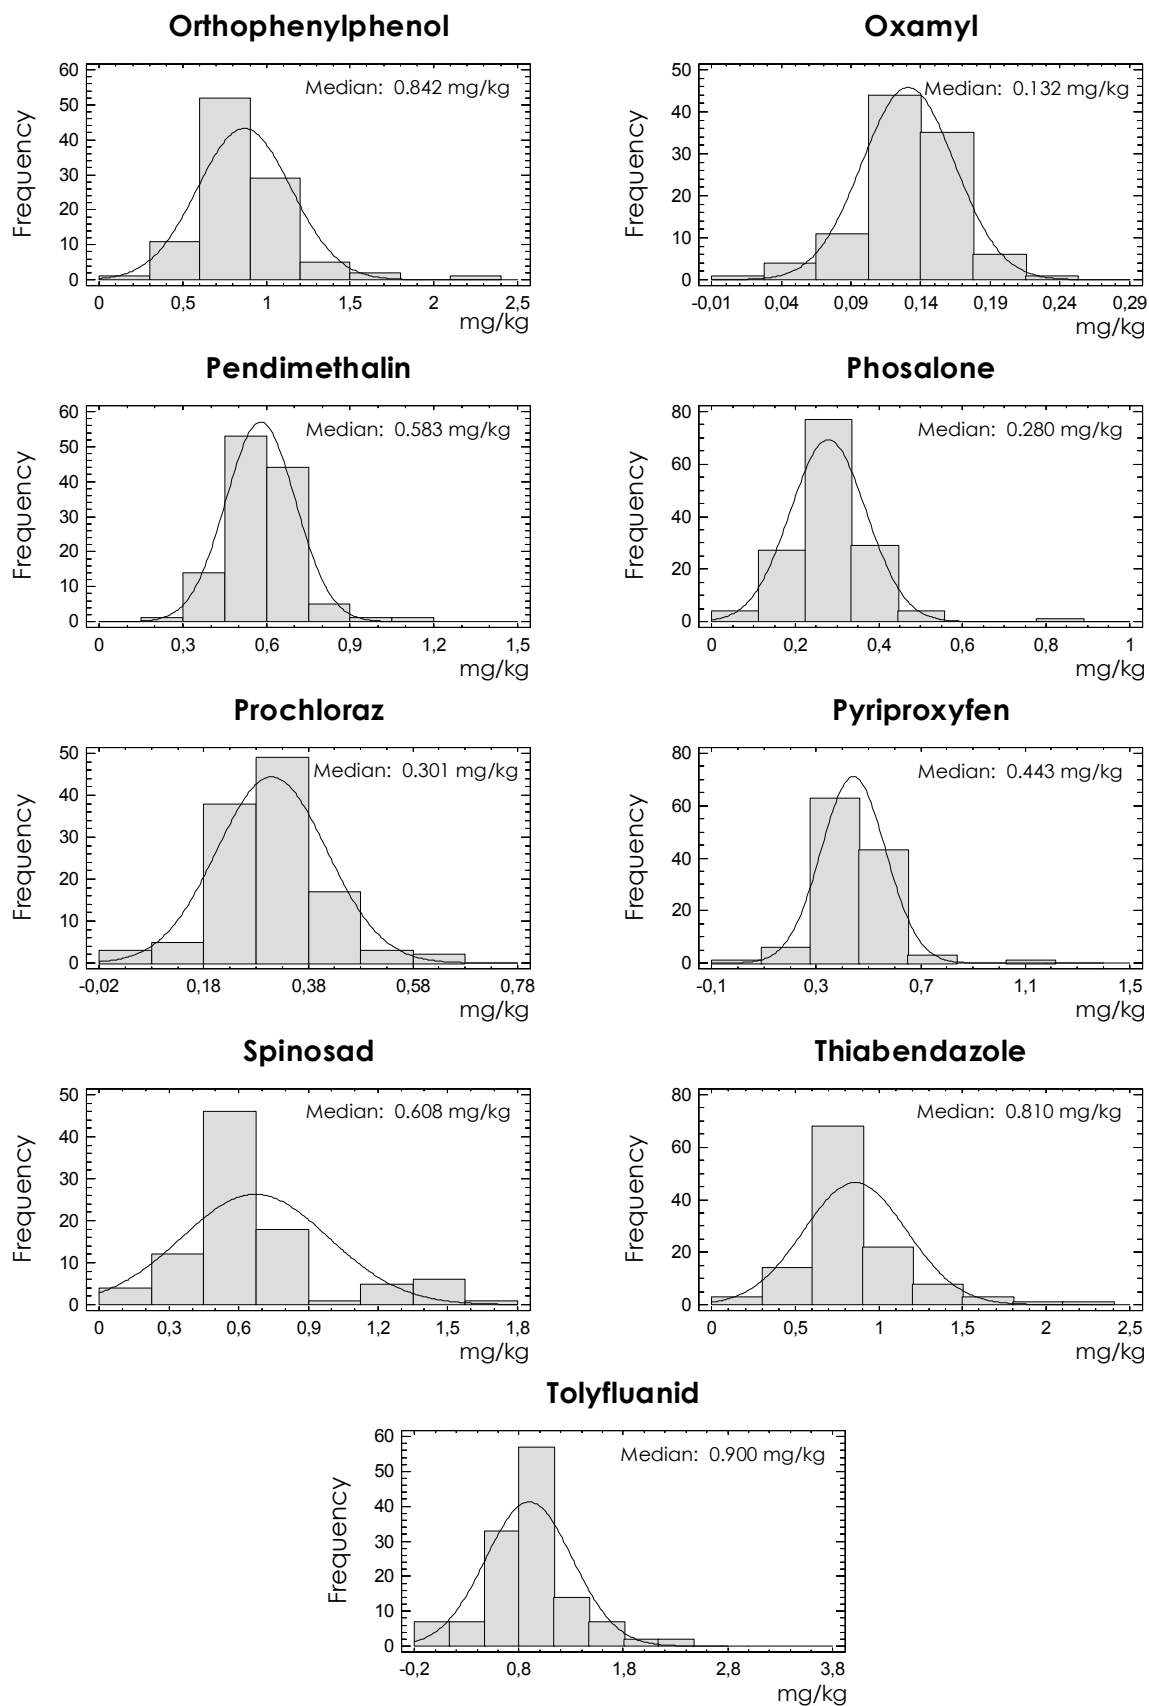 Orthophenylphenol
Median: 0.842 mg/kg
Frequency
60
50
40
30
20
10
0
0 0,5 1 1,5 2 2,5
mg/kg
Oxamyl
Median: 0.132 mg/kg
Frequency
50
40
30
20
10
0
-0,01 0,04 0,09 0,14 0,19 0,24 0,29
mg/kg
Pendimethalin
Median: 0.583 mg/kg
Frequency
60
50
40
30
20
10
0
0 0,3 0,6 0,9 1,2 1,5
mg/kg
Phosalone
Median: 0.280 mg/kg
Frequency
80
60
40
20
0
0 0,2 0,4 0,6 0,8 1
mg/kg
Prochloraz
Median: 0.301 mg/kg
Frequency
50
40
30
20
10
0
-0,02 0,18 0,38 0,58 0,78
mg/kg
Pyriproxyfen
Median: 0.443 mg/kg
Frequency
80
60
40
20
0
-0,1 0,3 0,7 1,1 1,5
mg/kg
Spinosad
Median: 0.608 mg/kg
Frequency
50
40
30
20
10
0
0 0,3 0,6 0,9 1,2 1,5 1,8
mg/kg
Thiabendazole
Median: 0.810 mg/kg
Frequency
80
60
40
20
0
0 0,5 1 1,5 2 2,5
mg/kg
Tolyfluanid
Median: 0.900 mg/kg
Frequency
60
50
40
30
20
10
0
-0,2 0,8 1,8 2,8 3,8
mg/kg